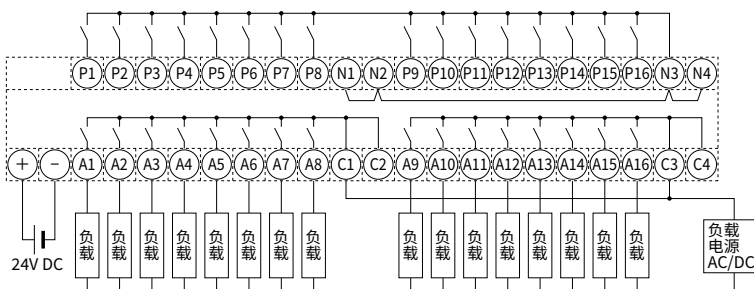 P1 P2 P3 P4 P5 P6 P7 P8 N1 N2 P9 P10 P11 P12 P13 P14 P15 P16 N3 N4
+ − A1 A2 A3 A4 A5 A6 A7 A8 C1 C2 A9 A10 A11 A12 A13 A14 A15 A16 C3 C4
24V DC
负载 负载 负载 负载 负载 负载 负载 负载 负载 负载 负载 负载 负载 负载 负载 负载
负载
电源
AC/DC